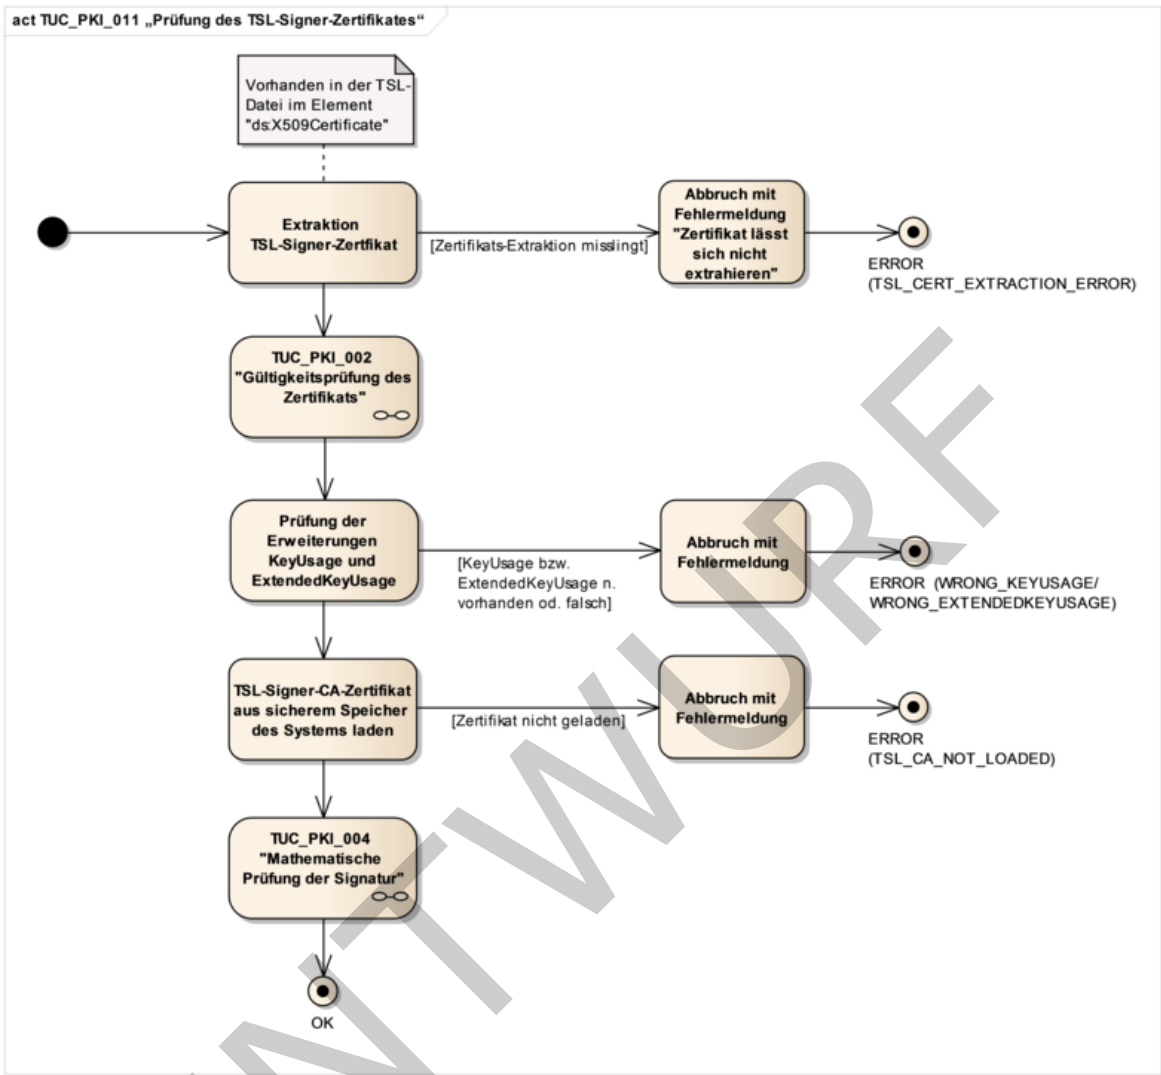 act TUC_PKI_011 „Prüfung des TSL-Signer-Zertifikates“
Vorhanden in der TSL-
Datei im Element
"ds:X509Certificate"
Extraktion
TSL-Signer-Zertfikat
[Zertifikats-Extraktion misslingt]
Abbruch mit
Fehlermeldung
"Zertifikat lässt
sich nicht
extrahieren"
ERROR
(TSL_CERT_EXTRACTION_ERROR)
TUC_PKI_002
"Gültigkeitsprüfung des
Zertifikats"
Prüfung der
Erweiterungen
KeyUsage und
ExtendedKeyUsage
[KeyUsage bzw.
ExtendedKeyUsage n.
vorhanden od. falsch]
Abbruch mit
Fehlermeldung
ERROR (WRONG_KEYUSAGE/
WRONG_EXTENDEDKEYUSAGE)
TSL-Signer-CA-Zertifikat
aus sicherem Speicher
des Systems laden
[Zertifikat nicht geladen]
Abbruch mit
Fehlermeldung
ERROR
(TSL_CA_NOT_LOADED)
TUC_PKI_004
"Mathematische
Prüfung der Signatur"
OK
NTWURF